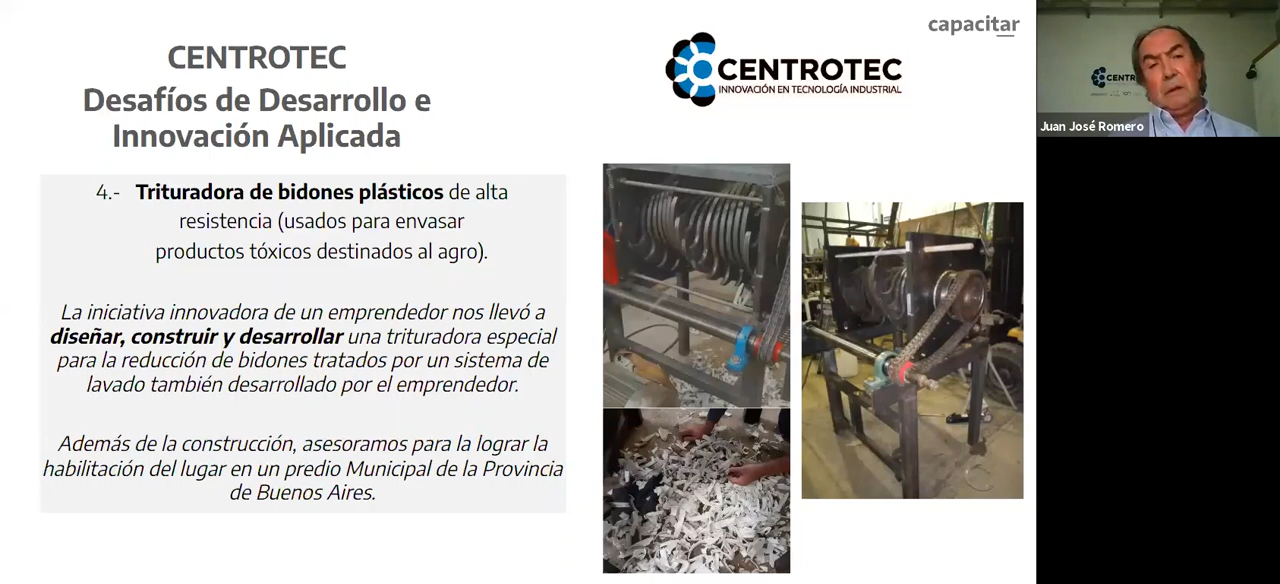 capacitar
CENTROTEC
Desafíos de Desarrollo e
Innovación Aplicada
CENTROTEC
INNOVACIÓN EN TECNOLOGÍA INDUSTRIAL
4.- Trituradora de bidones plásticos de alta
resistencia (usados para envasar
productos tóxicos destinados al agro).
La iniciativa innovadora de un emprendedor nos llevó a
diseñar, construir y desarrollar una trituradora especial
para la reducción de bidones tratados por un sistema de
lavado también desarrollado por el emprendedor.
Además de la construcción, asesoramos para la lograr la
habilitación del lugar en un predio Municipal de la Provincia
de Buenos Aires.
Juan José Romero